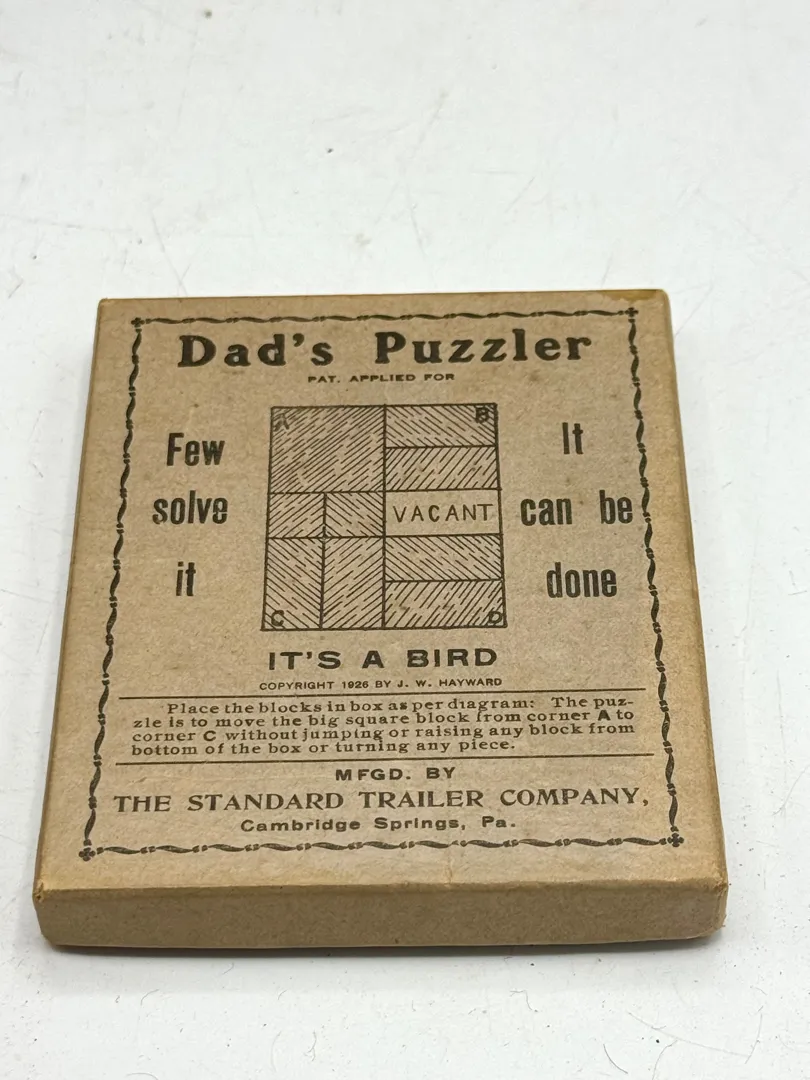 Dad's Puzzler
PAT. APPLIED FOR
Few
solve
it
A
B
VACANT
C
D
It
can be
done
IT'S A BIRD
COPYRIGHT 1926 BY J. W. HAYWARD
Place the blocks in box as per diagram: The puz-
zle is to move the big square block from corner A to
corner C without jumping or raising any block from
bottom of the box or turning any piece.
MFGD. BY
THE STANDARD TRAILER COMPANY,
Cambridge Springs, Pa.